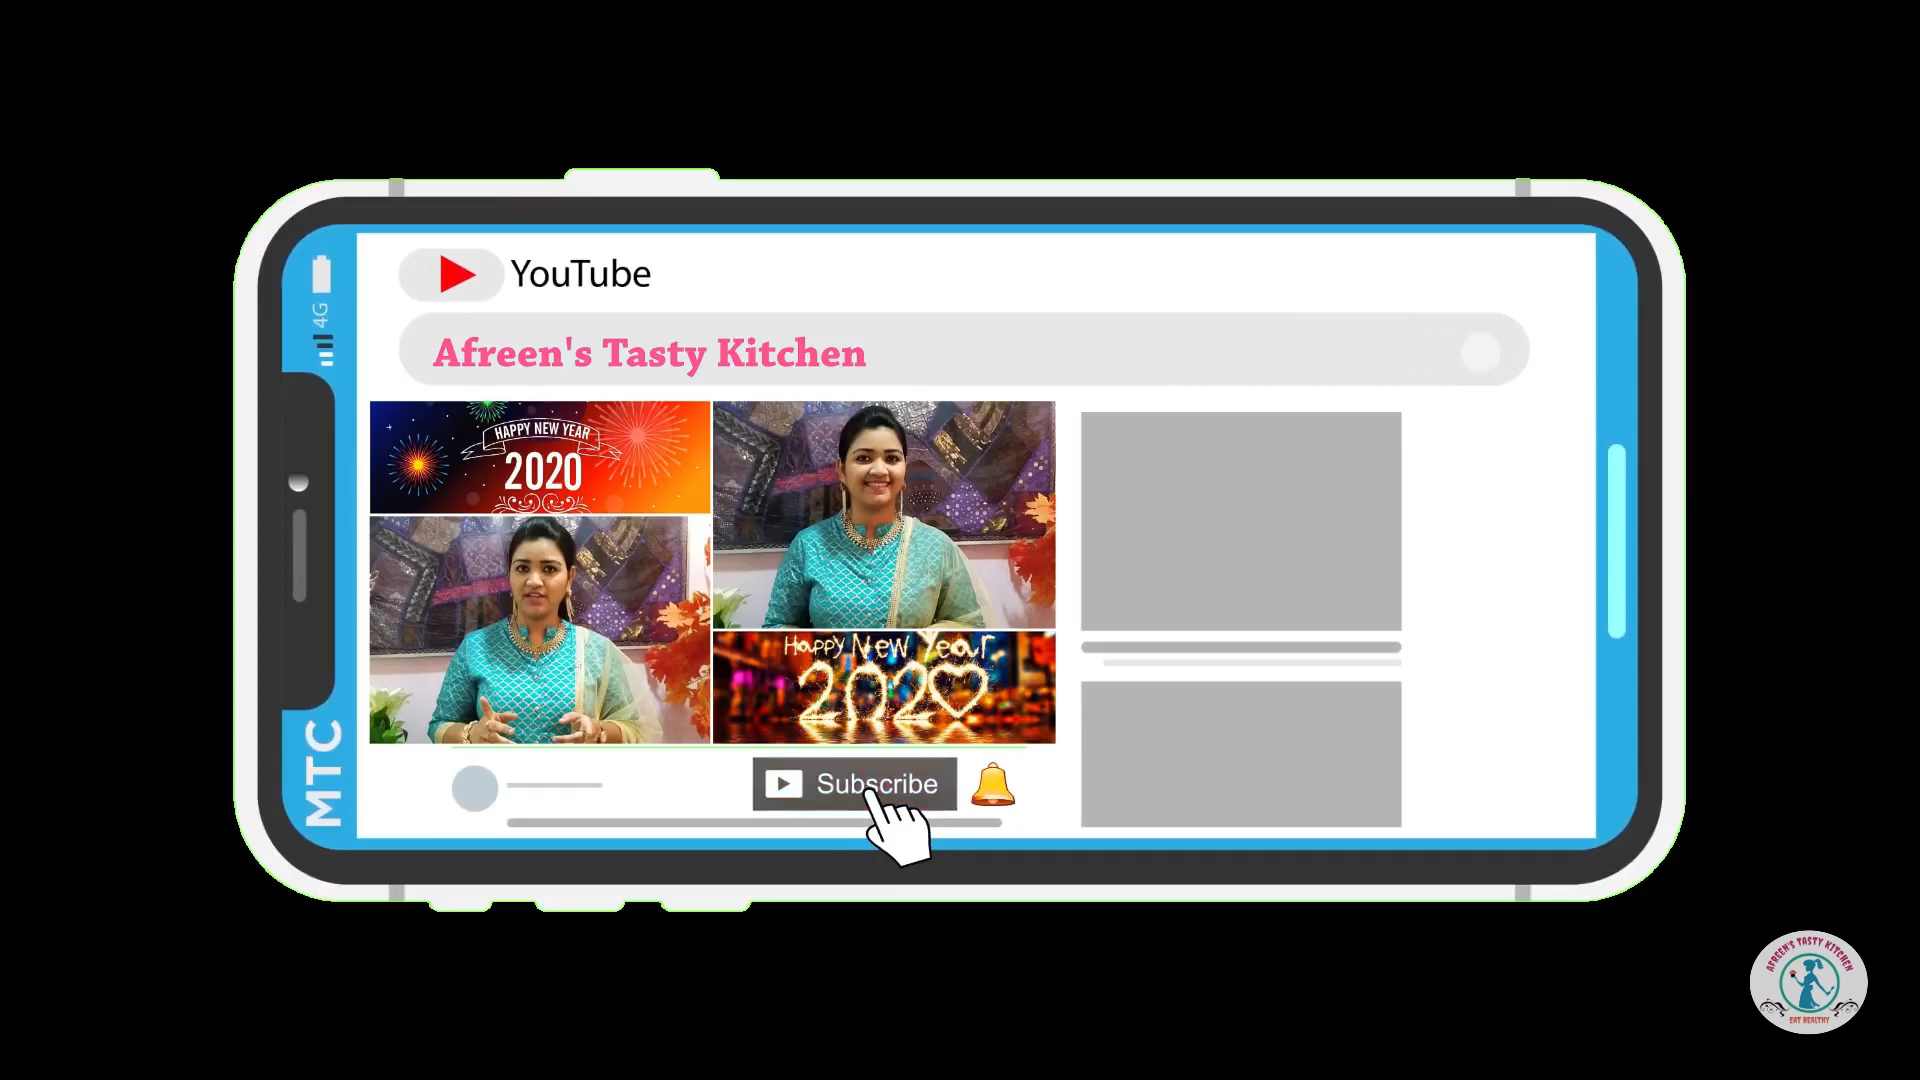 YouTube
Afreen's Tasty Kitchen
HAPPY NEW YEAR
2020
Happy New Year
2020
Subscribe
4G
MTC
AFREEN'S TASTY KITCHEN
EAT HEALTHY